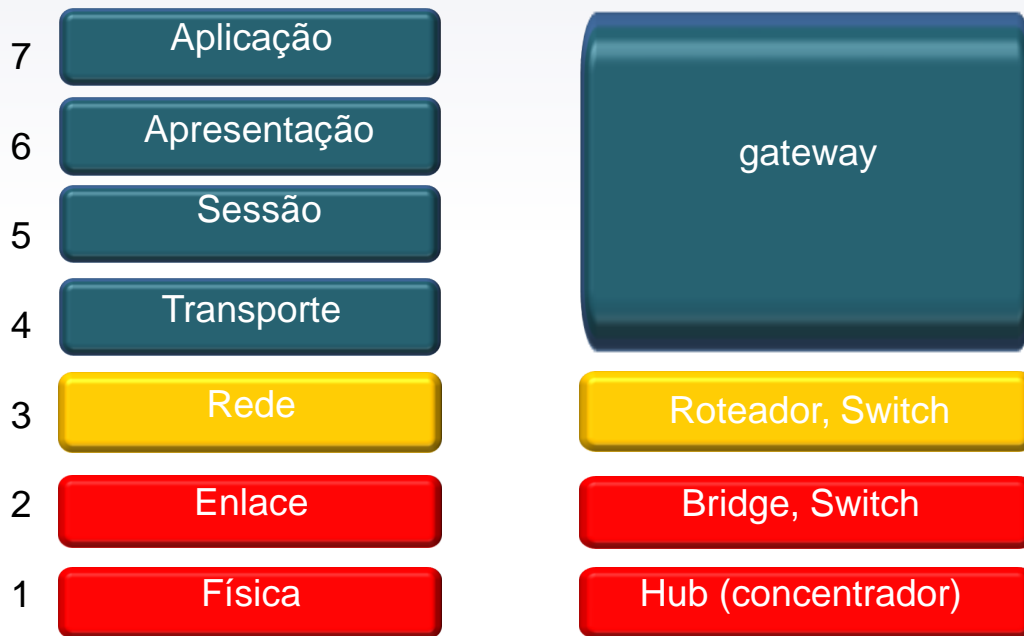 7 Aplicação
6 Apresentação
gateway
5 Sessão
4 Transporte
3 Rede Roteador, Switch
2 Enlace Bridge, Switch
1 Física Hub (concentrador)